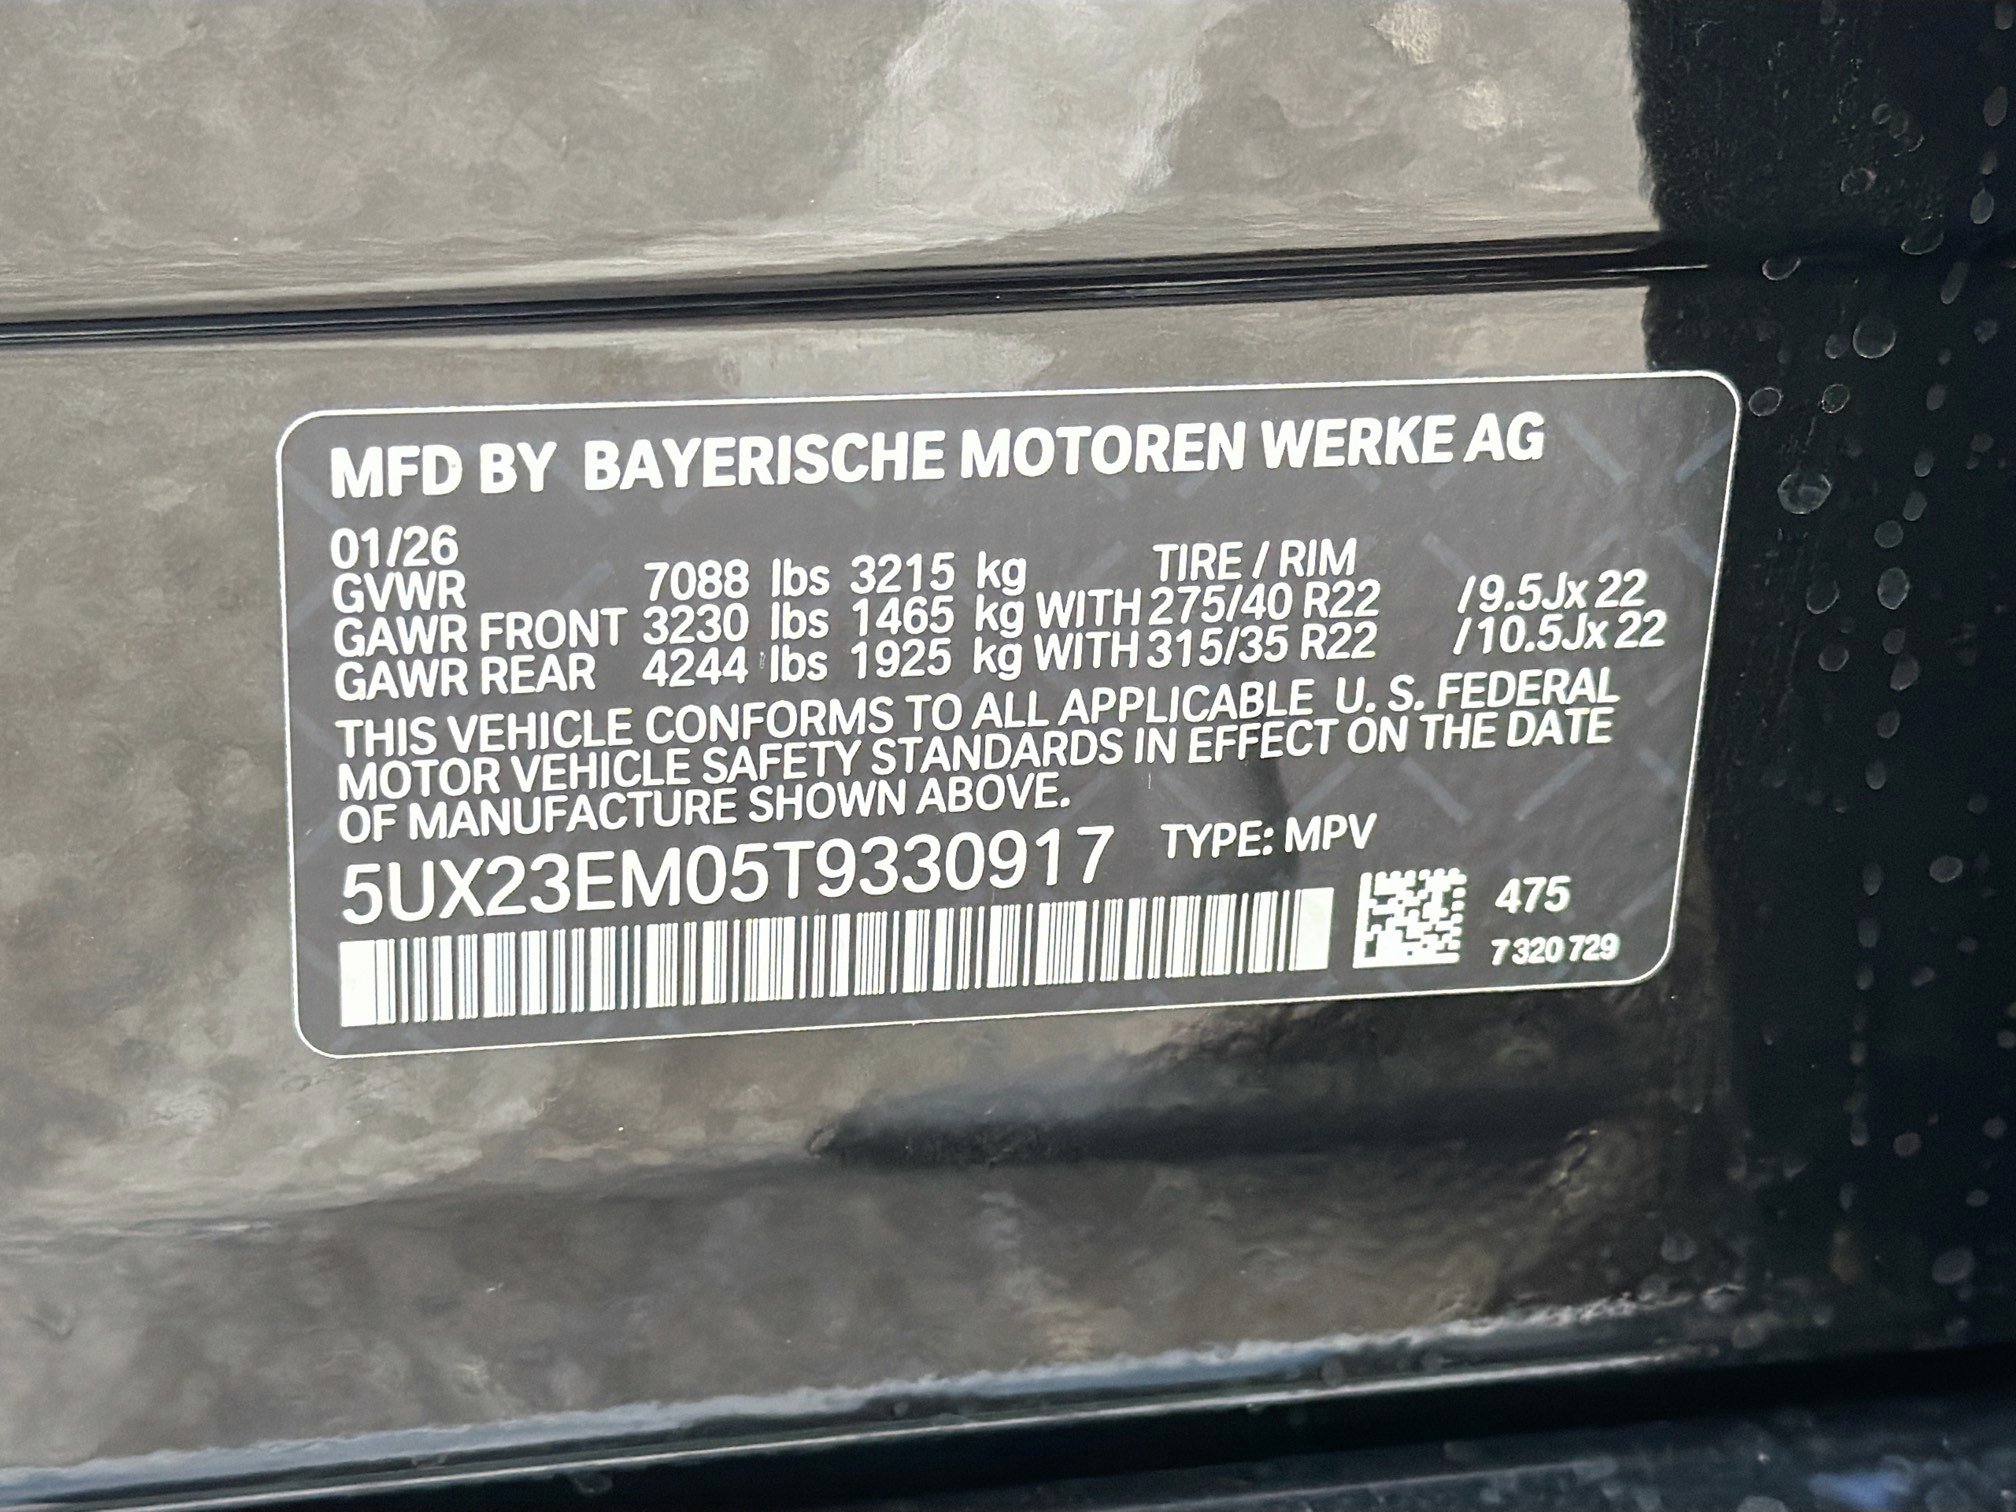 MFD BY BAYERISCHE MOTOREN WERKE AG
01/26
TIRE / RIM
GVWR 7088 lbs 3215 kg
GAWR FRONT 3230 lbs 1465 kg WITH 275/40 R22 /9.5Jx 22
GAWR REAR 4244 lbs 1925 kg WITH 315/35 R22 /10.5Jx 22
THIS VEHICLE CONFORMS TO ALL APPLICABLE U. S. FEDERAL
MOTOR VEHICLE SAFETY STANDARDS IN EFFECT ON THE DATE
OF MANUFACTURE SHOWN ABOVE.
5UX23EM05T9330917 TYPE: MPV
475
7 320 729